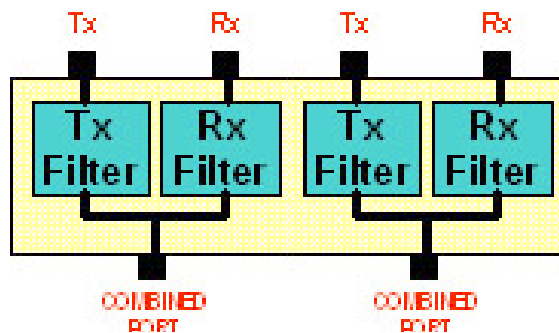 Tx Rx Tx Rx
Tx Rx Tx Rx
Filter Filter Filter Filter
COMBINED COMBINED
PORT PORT